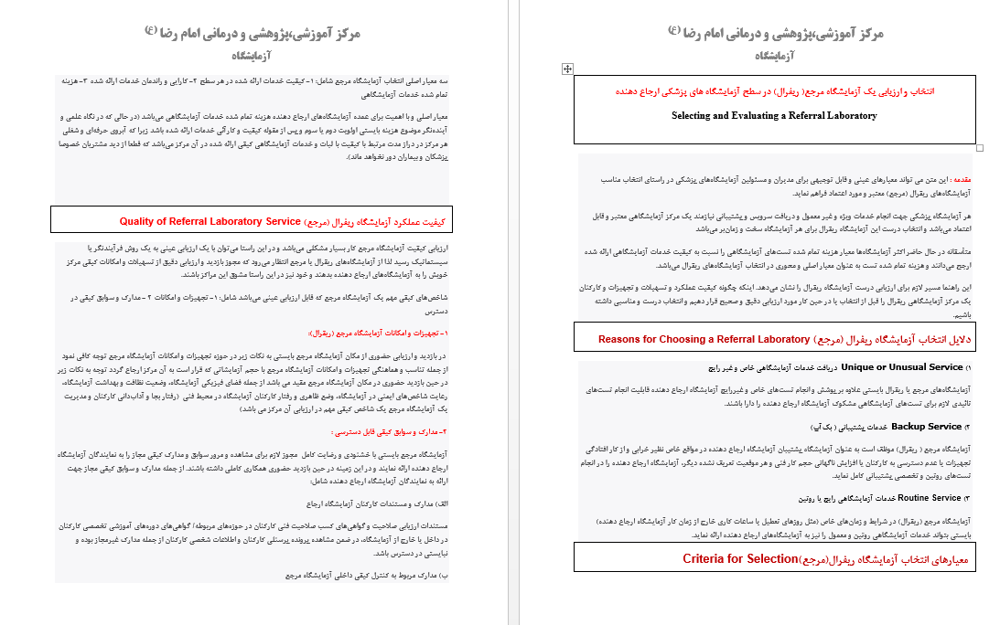 مرکز آموزشی،پژوهشی و درمانی امام رضا (ع)
آزمایشگاه
انتخاب و ارزیابی یک آزمایشگاه مرجع( ریفرال) در سطح آزمایشگاه های پزشکی ارجاع دهنده
Selecting and Evaluating a Referral Laboratory
مقدمه : این متن می تواند معیارهای عینی و قابل توجیهی برای مدیران و مسئولین آزمایشگاه‌های پزشکی در راستای انتخاب مناسب
آزمایشگاه‌های ریفرال (مرجع) معتبر و مورد اعتماد فراهم نماید.
هر آزمایشگاه پزشکی جهت انجام خدمات ویژه و غیر معمول و دریافت سرویس و پشتیبانی نیازمند یک مرکز آزمایشگاهی معتبر و قابل
اعتماد می‌باشد و انتخاب درست این آزمایشگاه ریفرال برای هر آزمایشگاه سخت و زمان‌بر می‌باشد
متأسفانه در حال حاضر اکثر آزمایشگاه‌ها معیار هزینه تمام شده تست‌های آزمایشگاهی را نسبت به کیفیت خدمات آزمایشگاهی ارائه شده
ارجح می‌دانند و هزینه تمام شده تست به عنوان معیار اصلی و محوری در انتخاب آزمایشگاه‌های ریفرال می‌باشد.
این راهنما مسیر لازم برای ارزیابی درست آزمایشگاه ریفرال را نشان می‌دهد. اینکه چگونه کیفیت عملکرد و تسهیلات و تجهیزات و کارکنان
یک مرکز آزمایشگاهی ریفرال را قبل از انتخاب یا در حین کار مورد ارزیابی دقیق و صحیح قرار دهیم و انتخاب درست و مناسبی داشته
باشیم.
دلایل انتخاب آزمایشگاه ریفرال (مرجع) Reasons for Choosing a Referral Laboratory
۱) Unique or Unusual Service دریافت خدمات آزمایشگاهی خاص و غیر رایج
آزمایشگاه‌های مرجع یا ریفرال بایستی علاوه بر پوشش و انجام تست‌های خاص و غیررایج آزمایشگاه ارجاع دهنده قابلیت انجام تست‌های
تائیدی لازم برای تست‌های آزمایشگاهی مشکوک آزمایشگاه ارجاع دهنده را دارا باشند.
۲) Backup Service خدمات پشتیبانی ( بک آپ)
آزمایشگاه مرجع ( ریفرال) موظف است به عنوان آزمایشگاه پشتیبان آزمایشگاه ارجاع دهنده در مواقع خاص نظیر خرابی و از کار افتادگی
تجهیزات یا عدم دسترسی به کارکنان یا افزایش ناگهانی حجم کار فنی و هر موقعیت تعریف نشده دیگر، آزمایشگاه ارجاع دهنده را در انجام
تست‌های روتین و تخصصی پشتیبانی کامل نماید.
۳) Routine Service خدمات آزمایشگاهی رایج یا روتین
آزمایشگاه مرجع (ریفرال) در شرایط و زمان‌های خاص (مثل روزهای تعطیل یا ساعات کاری خارج از زمان کار آزمایشگاه ارجاع دهنده)
بایستی بتواند خدمات آزمایشگاهی روتین و معمول را نیز به آزمایشگاه‌های ارجاع دهنده ارائه نماید.
معیارهای انتخاب آزمایشگاه ریفرال(مرجع)Criteria for Selection
مرکز آموزشی،پژوهشی و درمانی امام رضا (ع)
آزمایشگاه
سه معیار اصلی انتخاب آزمایشگاه مرجع شامل: ۱- کیفیت خدمات ارائه شده در هر سطح ۲- کارایی و راندمان خدمات ارائه شده ۳- هزینه
تمام شده خدمات آزمایشگاهی
معیار اصلی و با اهمیت برای عمده آزمایشگاه‌های ارجاع دهنده هزینه تمام شده خدمات آزمایشگاهی می‌باشد (در حالی که در نگاه علمی و
آینده‌نگر موضوع هزینه بایستی اولویت دوم یا سوم و پس از مقوله کیفیت و کارآئی خدمات ارائه شده باشد زیرا که آبروی حرفه‌ای و شغلی
هر مرکز در دراز مدت مرتبط با کیفیت با ثبات و خدمات آزمایشگاهی کیفی ارائه شده در آن مرکز می‌باشد که قطعا از دید مشتریان خصوصا
پزشکان و بیماران دور نخواهد ماند).
کیفیت عملکرد آزمایشگاه ریفرال (مرجع) Quality of Referral Laboratory Service
ارزیابی کیفیت آزمایشگاه مرجع کار بسیار مشکلی می‌باشد و در این راستا می‌توان با یک ارزیابی عینی به یک روش فرآیندنگر یا
سیستماتیک رسید لذا از آزمایشگاه‌های ریفرال یا مرجع انتظار می‌رود که مجوز بازدید و ارزیابی دقیق از تسهیلات و امکانات کیفی مرکز
خویش را به آزمایشگاه‌های ارجاع دهنده بدهند و خود نیز در این راستا مشوق این مراکز باشند.
شاخص‌های کیفی مهم یک آزمایشگاه مرجع که قابل ارزیابی عینی می‌باشد شامل: ۱- تجهیزات و امکانات ۲ -مدارک و سوابق کیفی در
دسترس
۱- تجهیزات و امکانات آزمایشگاه مرجع (ریفرال):
در بازدید و ارزیابی حضوری از مکان آزمایشگاه مرجع بایستی به نکات زیر در حوزه تجهیزات و امکانات آزمایشگاه مرجع توجه کافی نمود
از جمله تناسب و هماهنگی تجهیزات و امکانات آزمایشگاه مرجع با حجم آزمایشاتی که قرار است به آن مرکز ارجاع گردد توجه به نکات زیر
در حین بازدید حضوری در مکان آزمایشگاه مرجع مفید می باشد از جمله فضای فیزیکی آزمایشگاه، وضعیت نظافت و بهداشت آزمایشگاه،
رعایت شاخص‌های ایمنی در آزمایشگاه، وضع ظاهری و رفتار کارکنان آزمایشگاه در محیط فنی (رفتار بجا و آداب‌دانی کارکنان و مدیریت
یک آزمایشگاه مرجع یک شاخص کیفی مهم در ارزیابی آن مرکز می باشد)
۲- مدارک و سوابق کیفی قابل دسترسی :
آزمایشگاه مرجع بایستی با خشنودی و رضایت کامل مجوز لازم برای مشاهده و مرور سوابق و مدارک کیفی مجاز را به نمایندگان آزمایشگاه
ارجاع دهنده ارائه نمایند و در این زمینه در حین بازدید حضوری همکاری کاملی داشته باشند. از جمله مدارک و سوابق کیفی مجاز جهت
ارائه به نمایندگان آزمایشگاه ارجاع دهنده شامل:
الف) مدارک و مستندات کارکنان آزمایشگاه ارجاع
مستندات ارزیابی صلاحیت و گواهی‌های کسب صلاحیت فنی کارکنان در حوزه‌های مربوطه/ گواهی‌های دوره‌های آموزشی تخصصی کارکنان
در داخل یا خارج از آزمایشگاه، در ضمن مشاهده پرونده پرسنلی کارکنان و اطلاعات شخصی کارکنان از جمله مدارک غیرمجاز بوده و
نبایستی در دسترس باشد.
ب) مدارک مربوط به کنترل کیفی داخلی آزمایشگاه مرجع